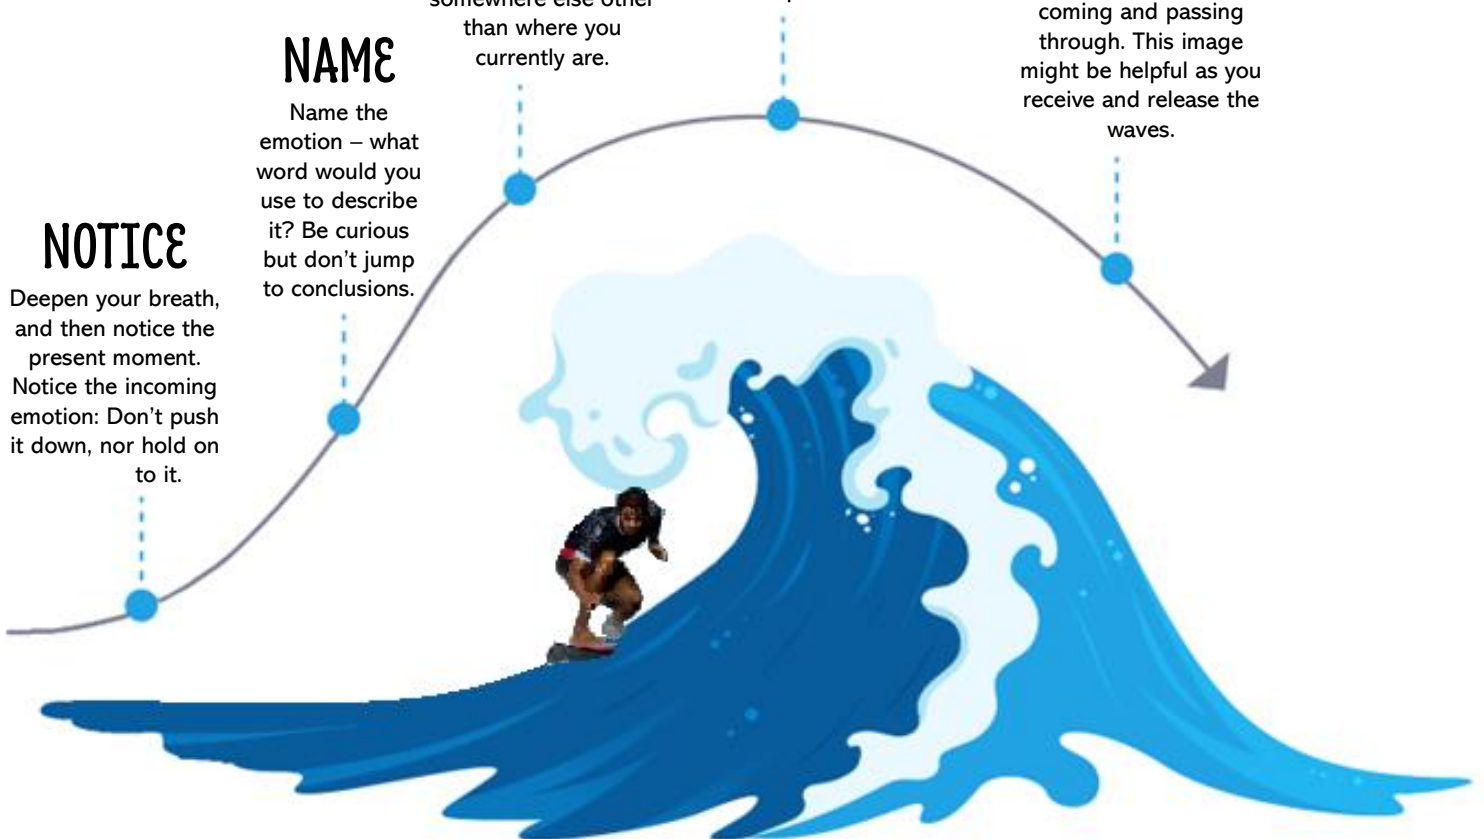 NOTICE
Deepen your breath,
and then notice the
present moment.
Notice the incoming
emotion: Don't push
it down, nor hold on
to it.
NAME
Name the
emotion – what
word would you
use to describe
it? Be curious
but don't jump
to conclusions.
somewhere else other
than where you
currently are.
coming and passing
through. This image
might be helpful as you
receive and release the
waves.